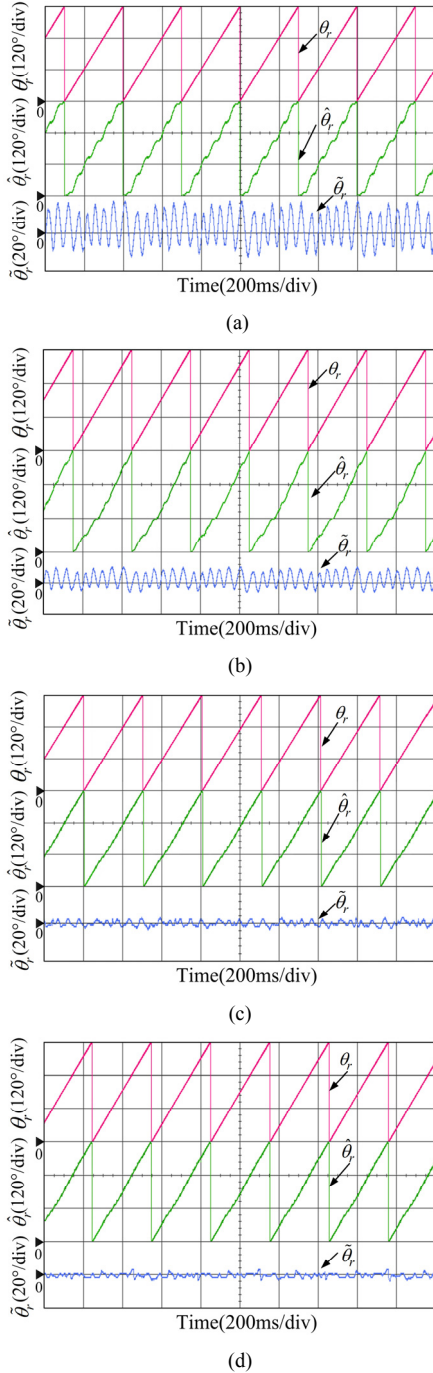 θr(120°/div)
θr
0
θ̂r(120°/div)
θ̂r
0
θ̃r(20°/div)
θ̃r
0
Time(200ms/div)
(a)
θr(120°/div)
θr
0
θ̂r(120°/div)
θ̂r
0
θ̃r(20°/div)
θ̃r
0
Time(200ms/div)
(b)
θr(120°/div)
θr
0
θ̂r(120°/div)
θ̂r
θ̃r(20°/div)
θ̃r
0
Time(200ms/div)
(c)
θr(120°/div)
θr
0
θ̂r(120°/div)
θ̂r
0
θ̃r(20°/div)
θ̃r
Time(200ms/div)
(d)